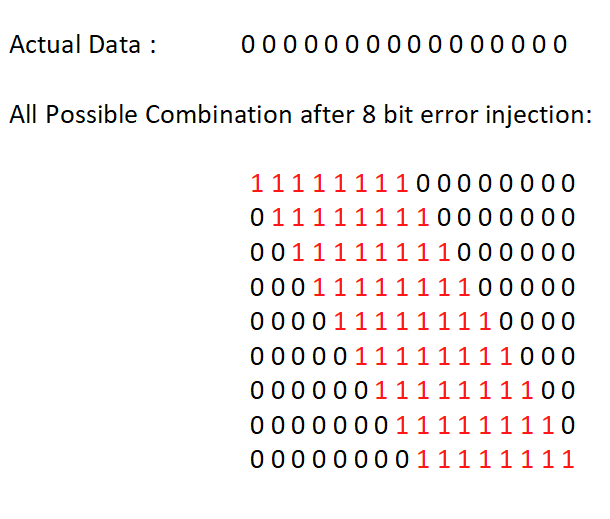 Actual Data : 0 0 0 0 0 0 0 0 0 0 0 0 0 0 0 0
All Possible Combination after 8 bit error injection:
1 1 1 1 1 1 1 1 0 0 0 0 0 0 0 0
0 1 1 1 1 1 1 1 1 0 0 0 0 0 0 0
0 0 1 1 1 1 1 1 1 1 0 0 0 0 0 0
0 0 0 1 1 1 1 1 1 1 1 0 0 0 0 0
0 0 0 0 1 1 1 1 1 1 1 1 0 0 0 0
0 0 0 0 0 1 1 1 1 1 1 1 1 0 0 0
0 0 0 0 0 0 1 1 1 1 1 1 1 1 0 0
0 0 0 0 0 0 0 1 1 1 1 1 1 1 1 0
0 0 0 0 0 0 0 0 1 1 1 1 1 1 1 1